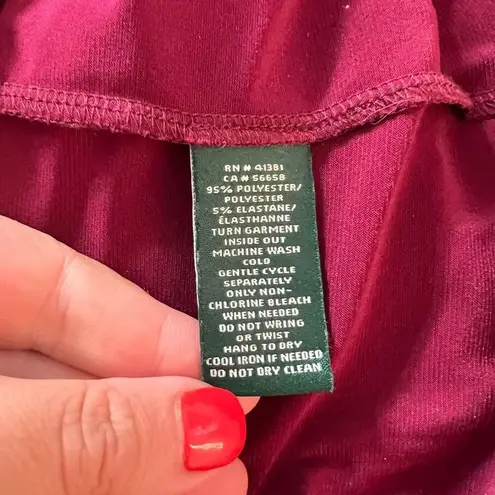 RN # 41381
CA # 56658
95% POLYESTER/
POLYESTER
5% ELASTANE/
ÉLASTHANNE
TURN GARMENT
INSIDE OUT
MACHINE WASH
COLD
GENTLE CYCLE
SEPARATELY
ONLY NON-
CHLORINE BLEACH
WHEN NEEDED
DO NOT WRING
OR TWIST
HANG TO DRY
COOL IRON IF NEEDED
DO NOT DRY CLEAN